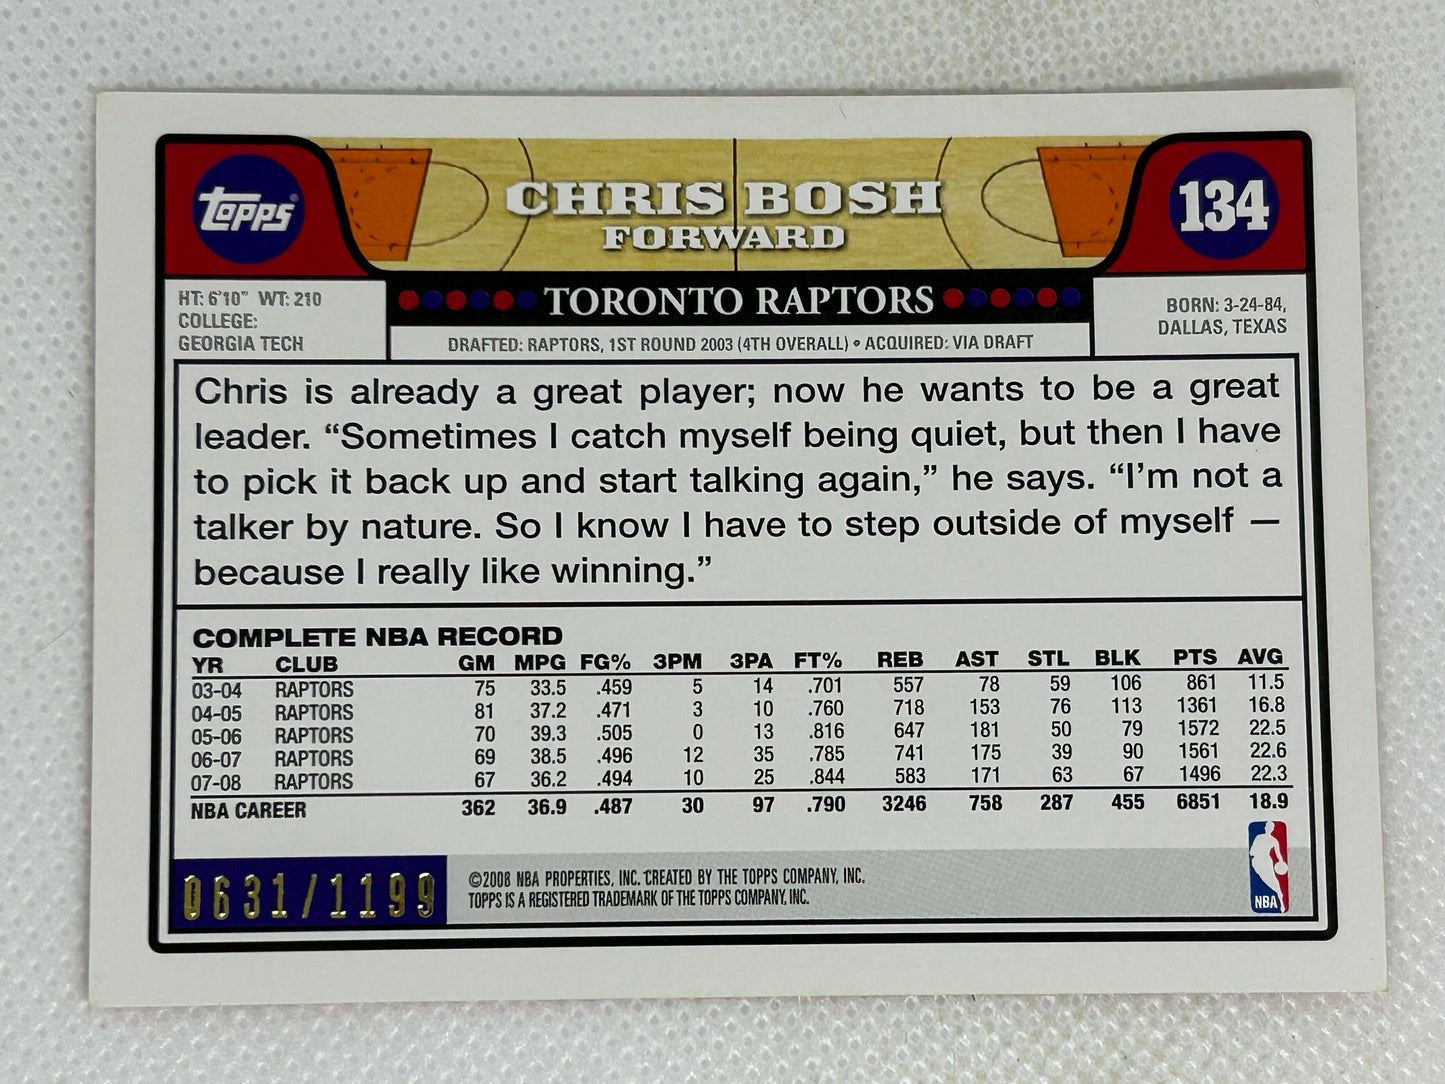 Topps®
CHRIS BOSH
FORWARD
134
HT: 6'10" WT: 210
COLLEGE:
GEORGIA TECH
TORONTO RAPTORS
DRAFTED: RAPTORS, 1ST ROUND 2003 (4TH OVERALL) • ACQUIRED: VIA DRAFT
BORN: 3-24-84,
DALLAS, TEXAS
Chris is already a great player; now he wants to be a great
leader. “Sometimes I catch myself being quiet, but then I have
to pick it back up and start talking again,” he says. “I’m not a
talker by nature. So I know I have to step outside of myself —
because I really like winning.”
COMPLETE NBA RECORD
YR CLUB GM MPG FG% 3PM 3PA FT% REB AST STL BLK PTS AVG
03-04 RAPTORS 75 33.5 .459 5 14 .701 557 78 59 106 861 11.5
04-05 RAPTORS 81 37.2 .471 3 10 .760 718 153 76 113 1361 16.8
05-06 RAPTORS 70 39.3 .505 0 13 .816 647 181 50 79 1572 22.5
06-07 RAPTORS 69 38.5 .496 12 35 .785 741 175 39 90 1561 22.6
07-08 RAPTORS 67 36.2 .494 10 25 .844 583 171 63 67 1496 22.3
NBA CAREER 362 36.9 .487 30 97 .790 3246 758 287 455 6851 18.9
0631/1199
©2008 NBA PROPERTIES, INC. CREATED BY THE TOPPS COMPANY, INC.
TOPPS IS A REGISTERED TRADEMARK OF THE TOPPS COMPANY, INC.
NBA